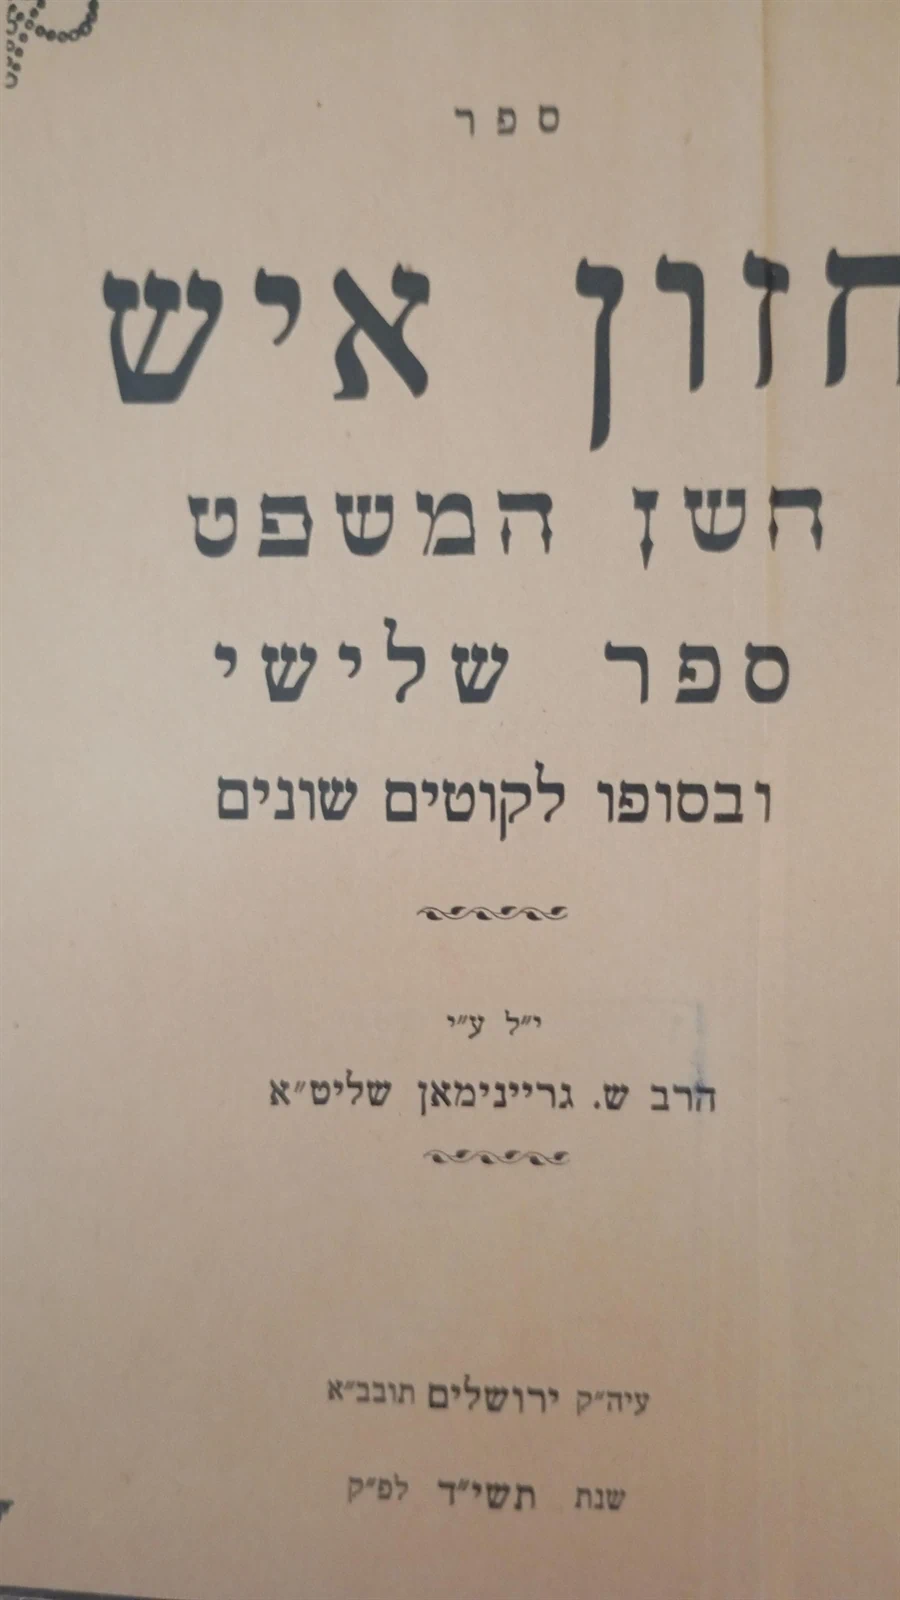 ספר
חזון איש
חשן המשפט
ספר שלישי
ובסופו לקוטים שונים
י״ל ע״י
הרב ש. גריינימאן שליט״א
עיה״ק ירושלים תובב״א
שנת תשי״ד לפ״ק